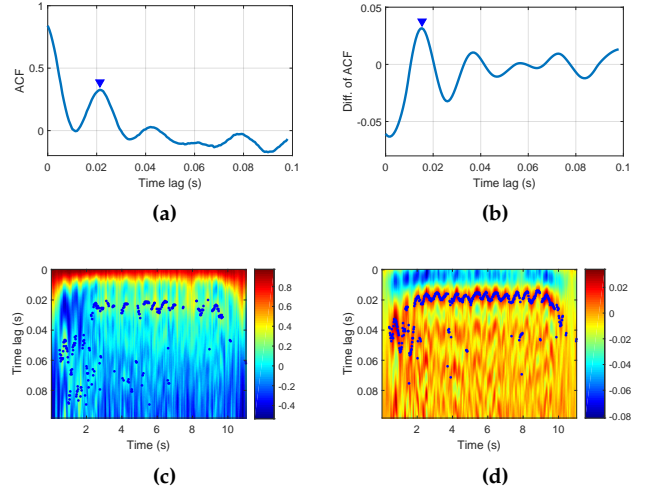 1
0.5
0
ACF
0 0.02 0.04 0.06 0.08 0.1
Time lag (s)
(a)
0.05
0
-0.05
Diff. of ACF
0 0.02 0.04 0.06 0.08 0.1
Time lag (s)
(b)
0
0.02
0.04
0.06
0.08
Time lag (s)
2 4 6 8 10
Time (s)
0.8
0.6
0.4
0.2
0
-0.2
-0.4
(c)
0
0.02
0.04
0.06
0.08
Time lag (s)
2 4 6 8 10
Time (s)
0.02
0
-0.02
-0.04
-0.06
-0.08
(d)